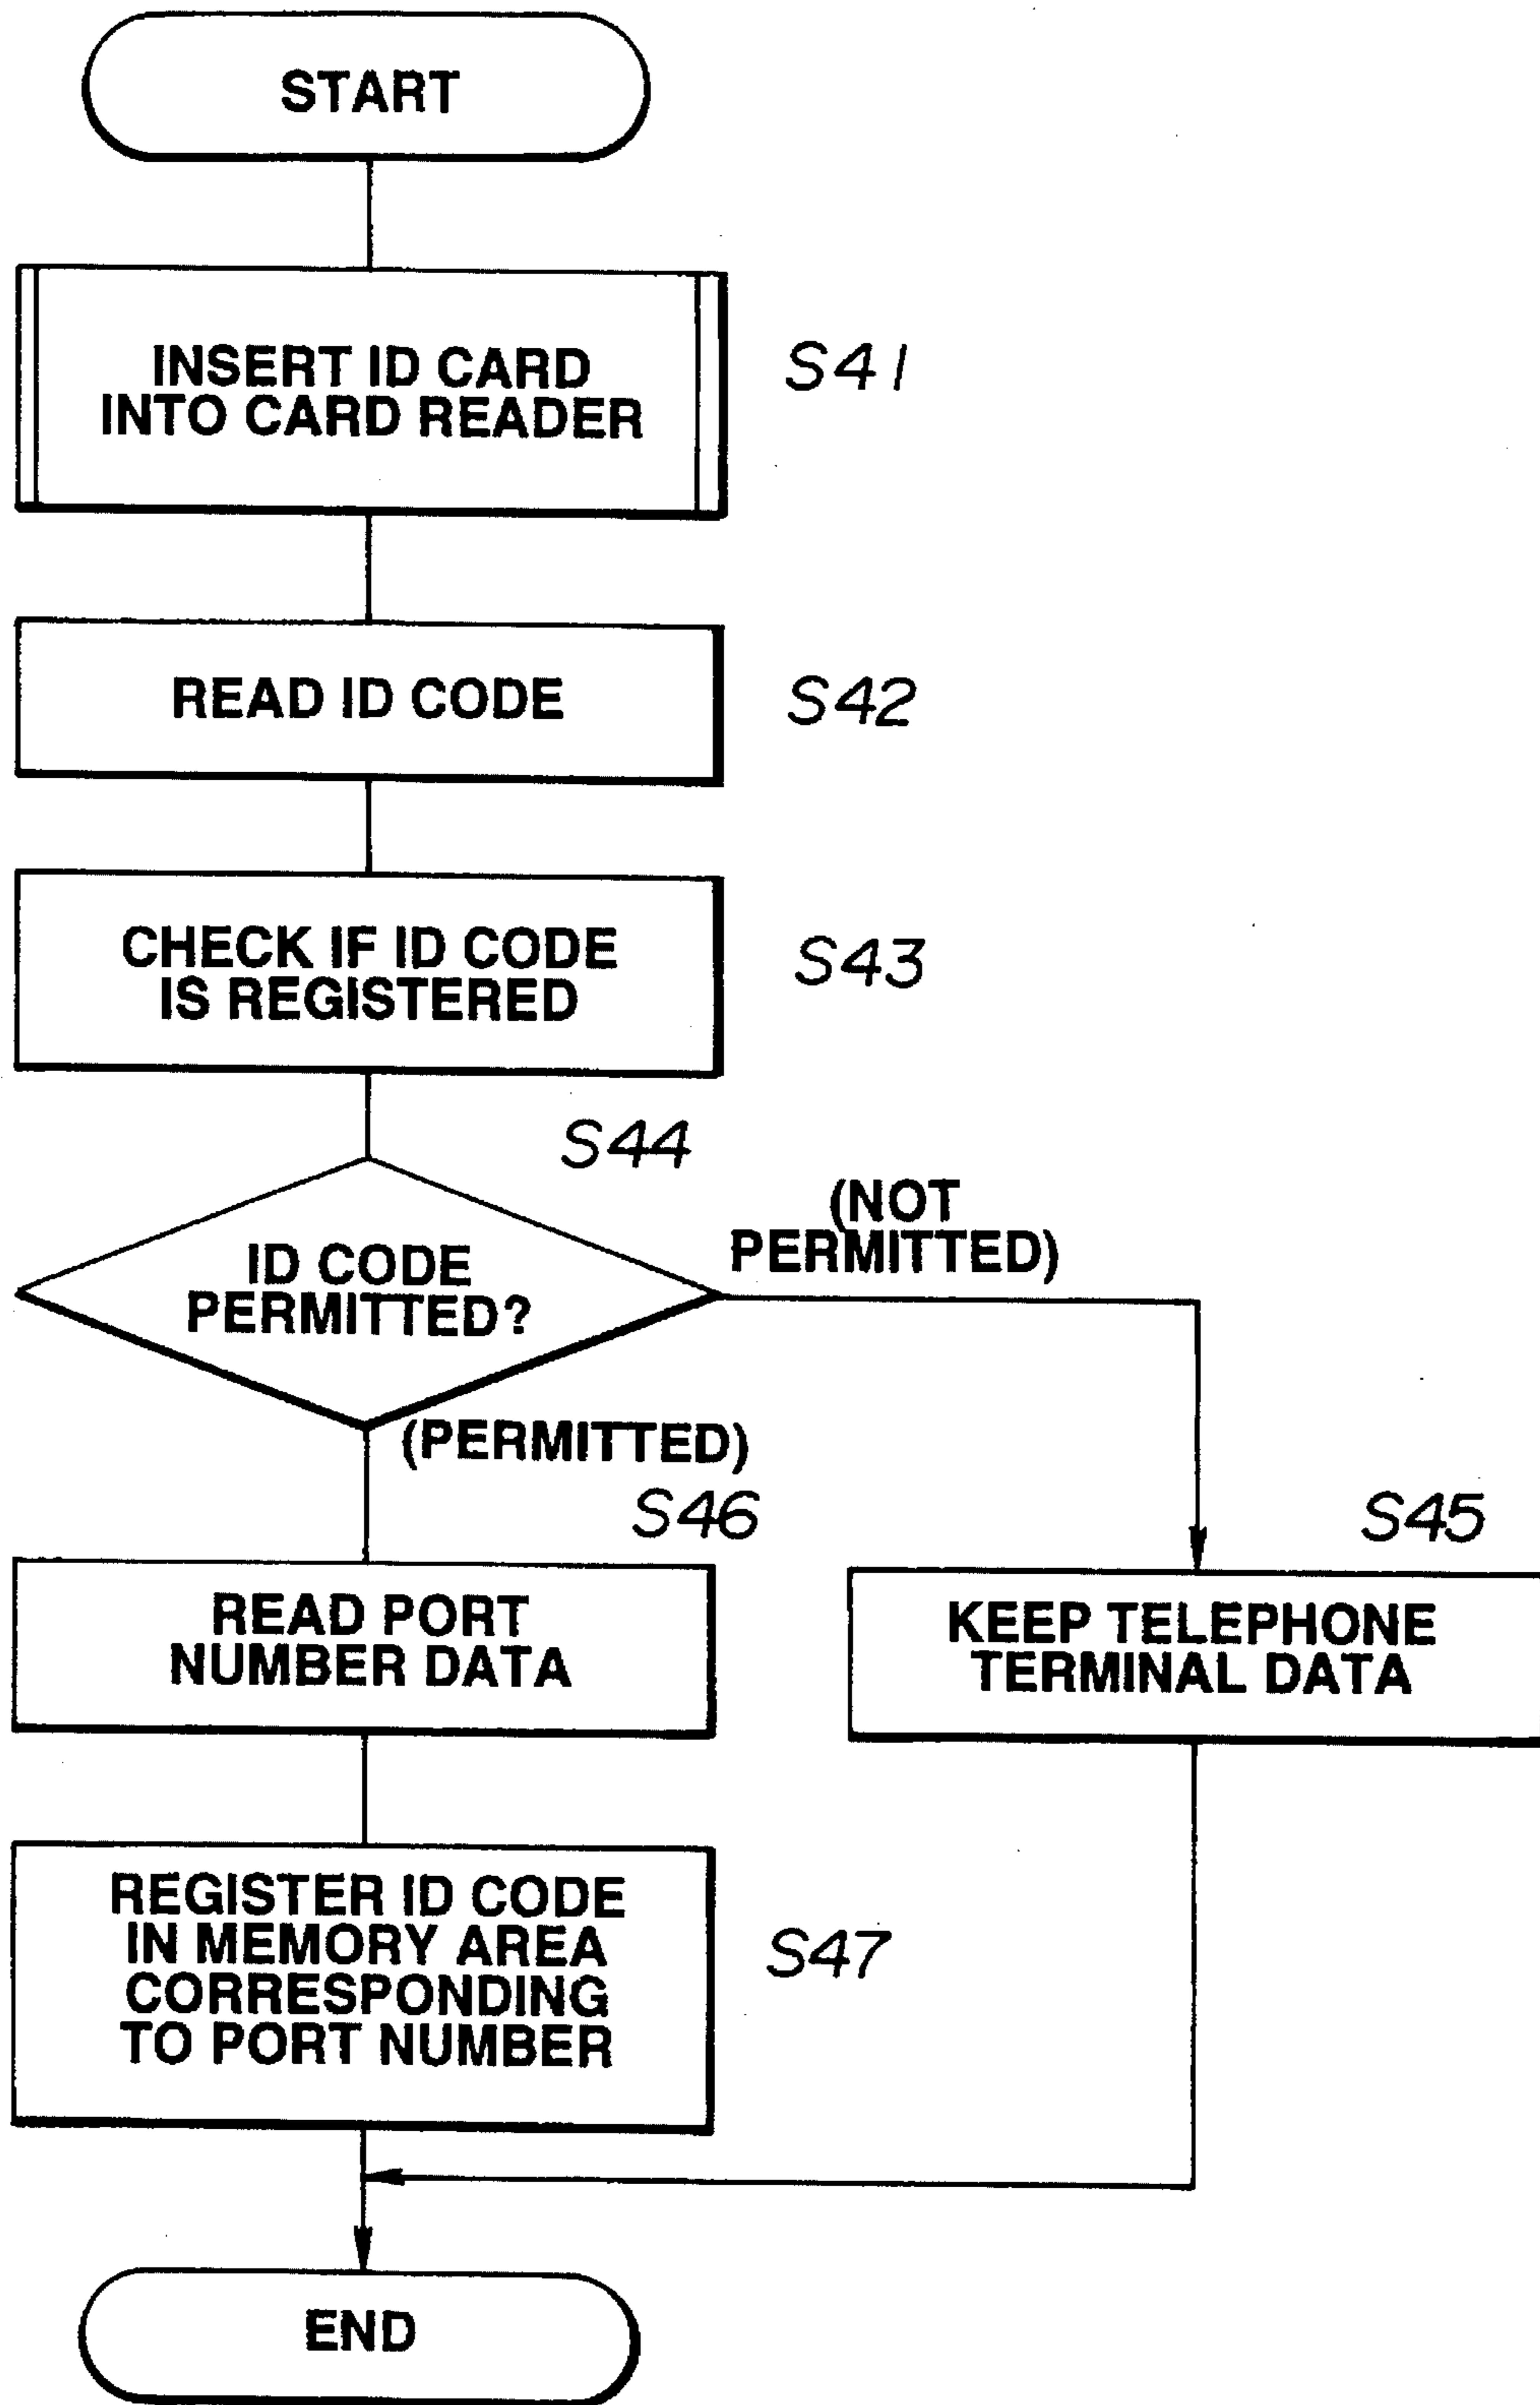 START
INSERT ID CARD
INTO CARD READER
S41
READ ID CODE
S42
CHECK IF ID CODE
IS REGISTERED
S43
S44
ID CODE
PERMITTED?
(NOT
PERMITTED)
(PERMITTED)
S46
READ PORT
NUMBER DATA
S45
KEEP TELEPHONE
TERMINAL DATA
REGISTER ID CODE
IN MEMORY AREA
CORRESPONDING
TO PORT NUMBER
S47
END